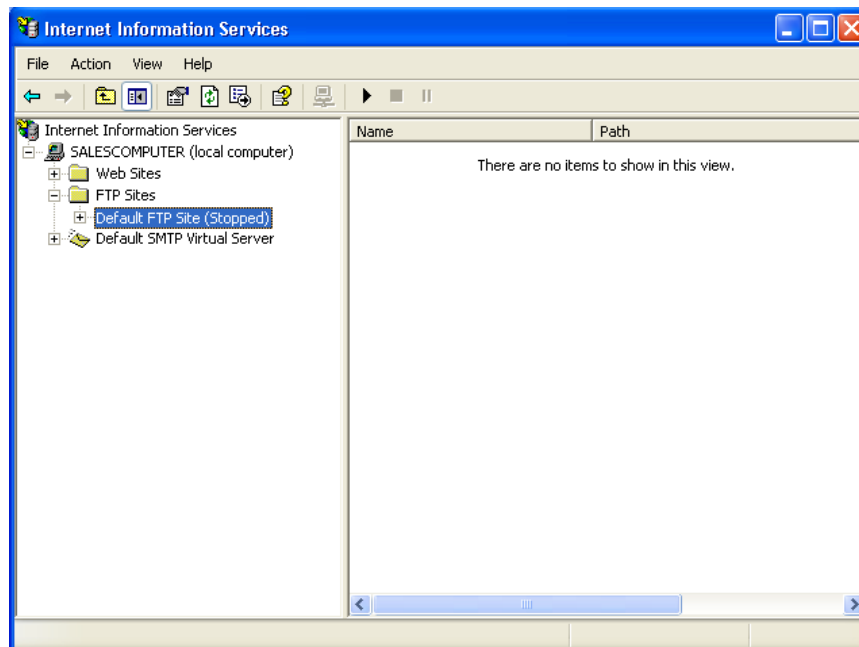 Internet Information Services
File Action View Help
Internet Information Services
SALESCOMPUTER (local computer)
Web Sites
FTP Sites
Default FTP Site (Stopped)
Default SMTP Virtual Server
Name Path
There are no items to show in this view.